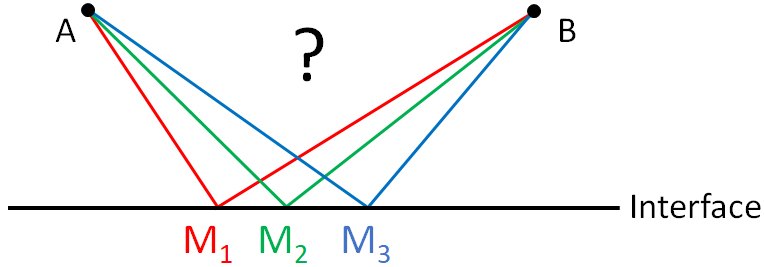 A
?
B
Interface
M₁ M₂ M₃